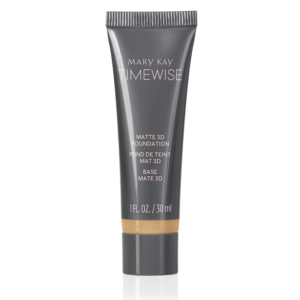 MARY KAY
TIMEWISE
MATTE 3D
FOUNDATION
FOND DE TEINT
MAT 3D
BASE
MATE 3D
1 FL. OZ. / 30 ml